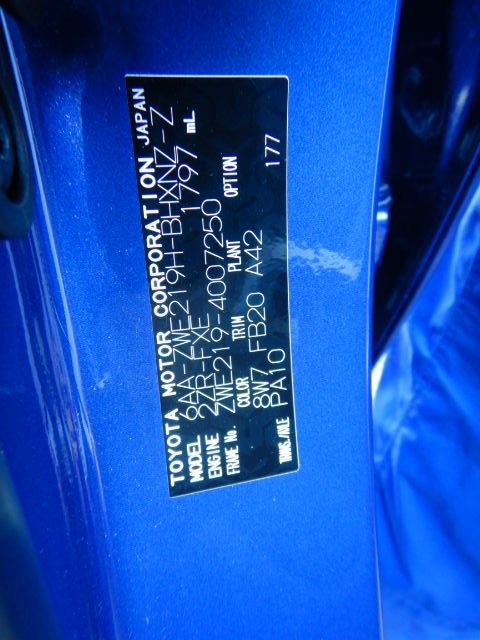 TOYOTA MOTOR CORPORATION JAPAN
MODEL 6AA-ZWE219H-BHXNZ-Z
ENGINE 2ZR-FXE 1797 mL
FRAME No. ZWE219-4007250
COLOR TRIM PLANT OPTION
8W7 FB20 A42
TRANS./AXLE PA10 177